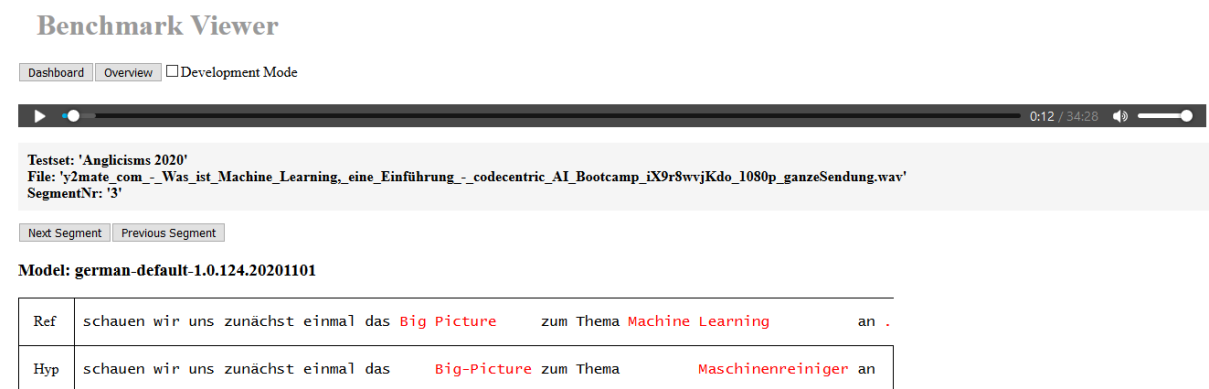 Benchmark Viewer
Dashboard Overview Development Mode
0:12 / 34:28
Testset: 'Anglicisms 2020'
File: 'y2mate_com_-_Was_ist_Machine_Learning,_eine_Einführung_-_codecentric_AI_Bootcamp_iX9r8wvjKdo_1080p_ganzeSendung.wav'
SegmentNr: '3'
Next Segment Previous Segment
Model: german-default-1.0.124.20201101
Ref schauen wir uns zunächst einmal das Big Picture zum Thema Machine Learning an .
Hyp schauen wir uns zunächst einmal das Big-Picture zum Thema Maschinenreiniger an